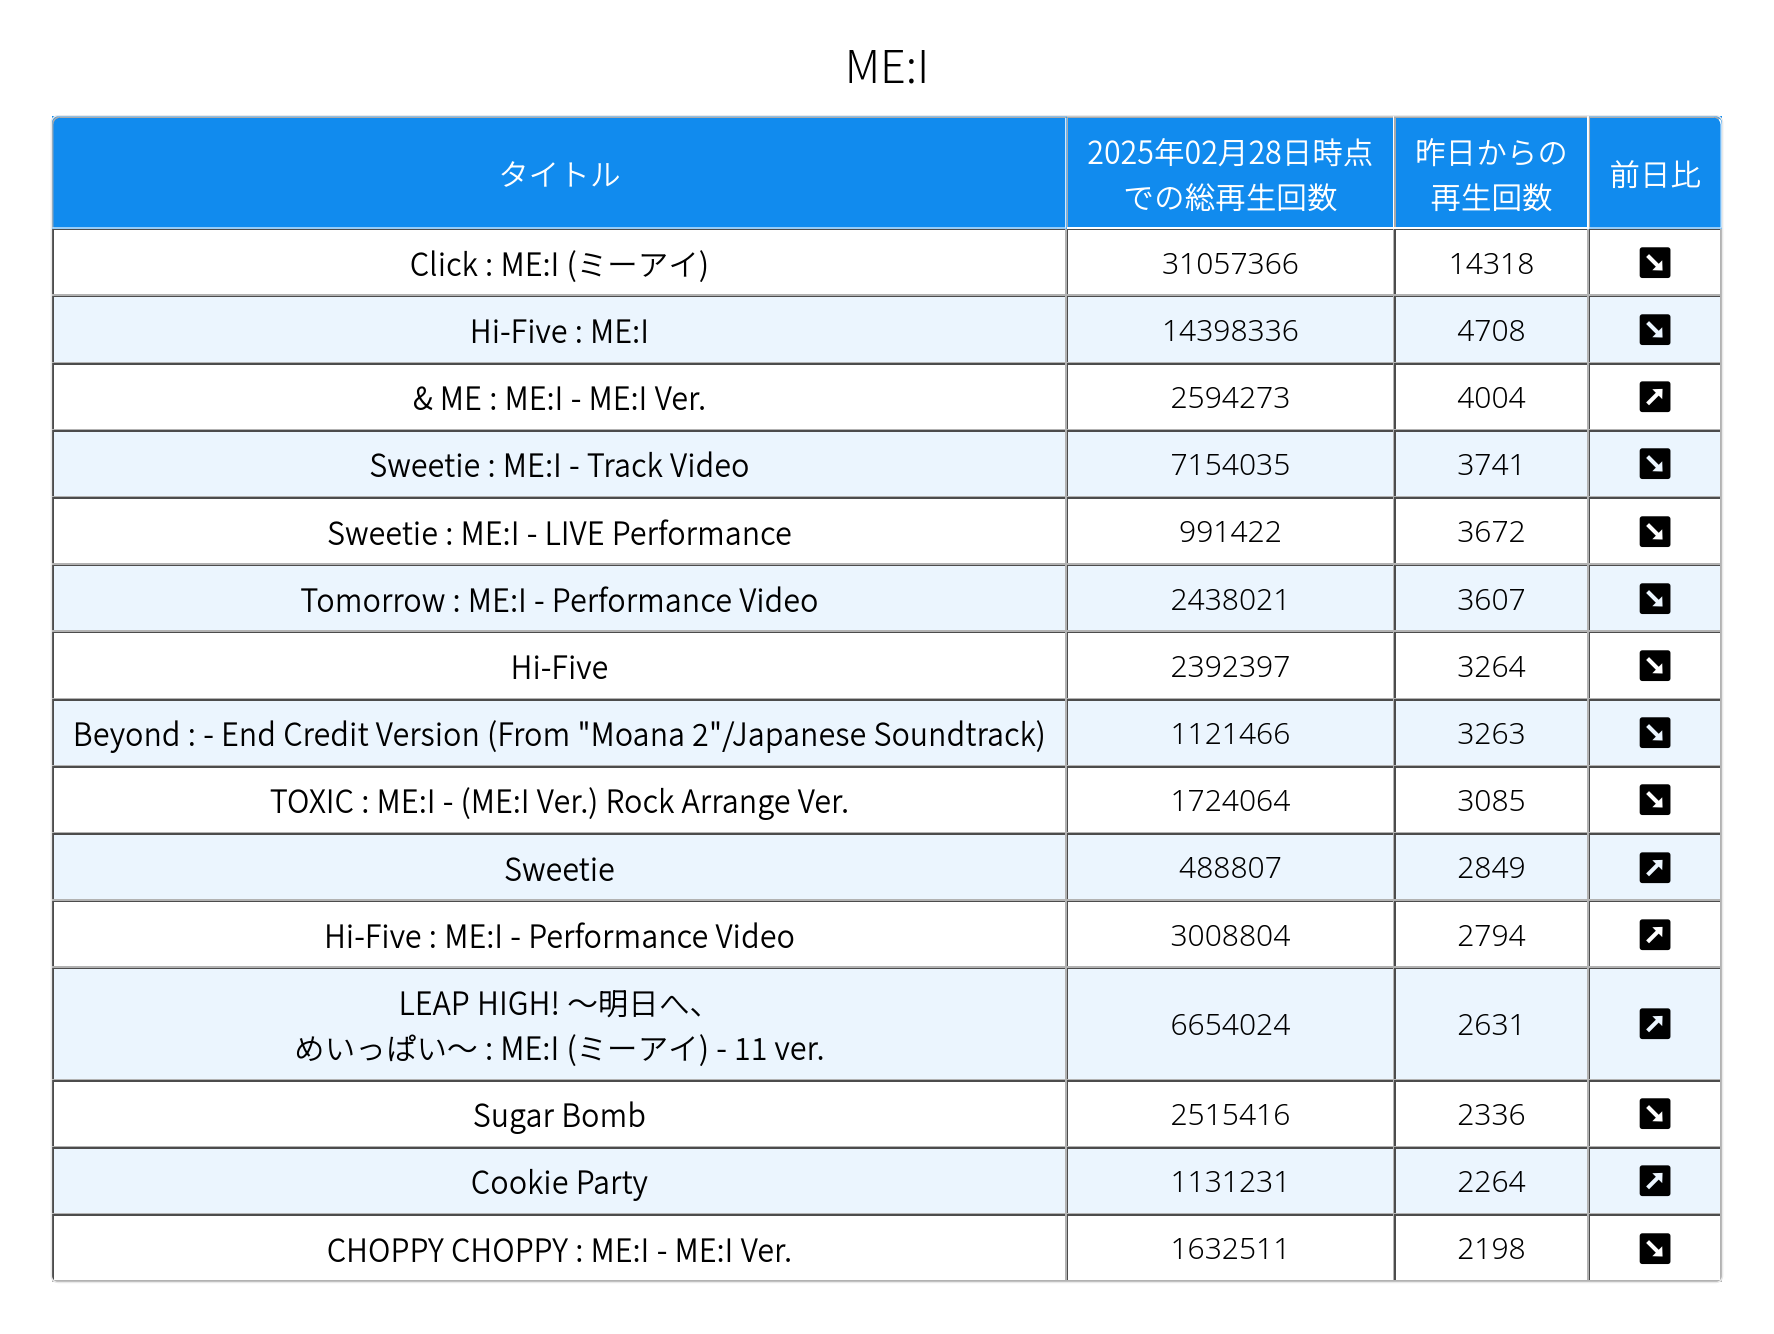 ME:I
タイトル
2025年02月28日時点
での総再生回数
昨日からの
再生回数
前日比
Click : ME:I (ミーアイ) 31057366 14318 ↘
Hi-Five : ME:I 14398336 4708 ↘
& ME : ME:I - ME:I Ver. 2594273 4004 ↗
Sweetie : ME:I - Track Video 7154035 3741 ↘
Sweetie : ME:I - LIVE Performance 991422 3672 ↘
Tomorrow : ME:I - Performance Video 2438021 3607 ↘
Hi-Five 2392397 3264 ↘
Beyond : - End Credit Version (From "Moana 2"/Japanese Soundtrack) 1121466 3263 ↘
TOXIC : ME:I - (ME:I Ver.) Rock Arrange Ver. 1724064 3085 ↘
Sweetie 488807 2849 ↗
Hi-Five : ME:I - Performance Video 3008804 2794 ↗
LEAP HIGH! 〜明日へ、
めいっぱい〜 : ME:I (ミーアイ) - 11 ver. 6654024 2631 ↗
Sugar Bomb 2515416 2336 ↘
Cookie Party 1131231 2264 ↗
CHOPPY CHOPPY : ME:I - ME:I Ver. 1632511 2198 ↘